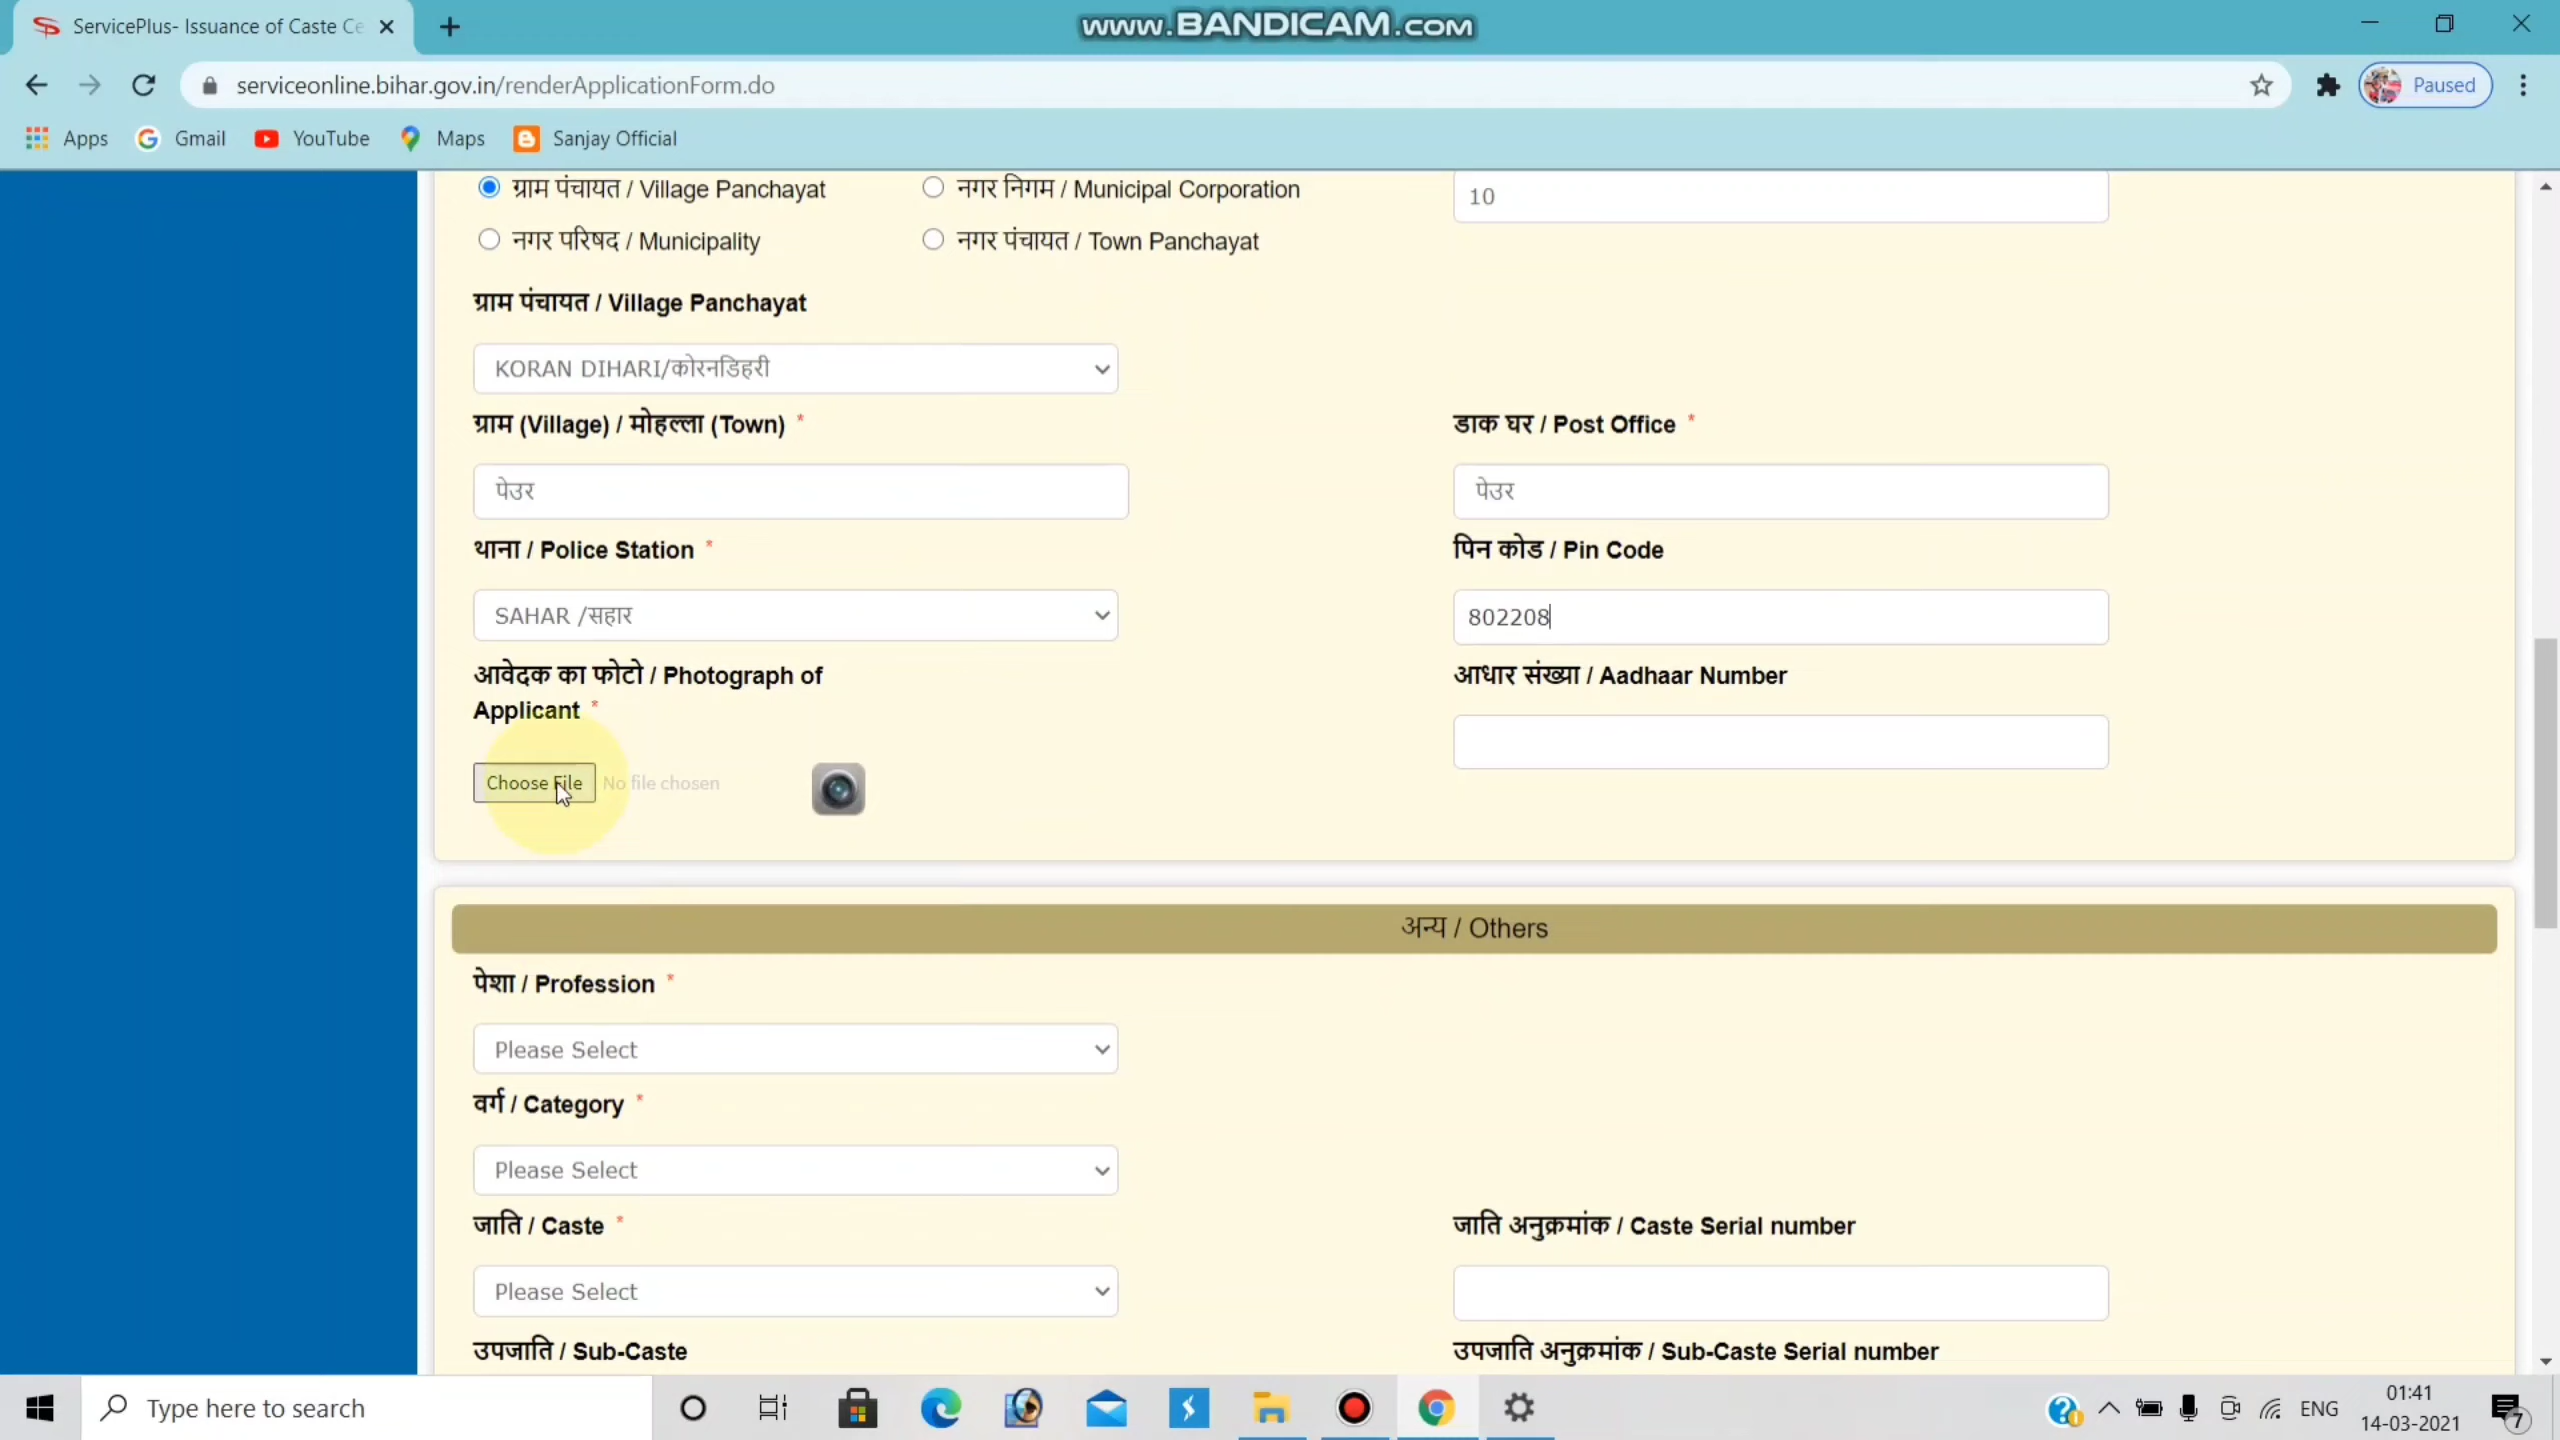 ServicePlus- Issuance of Caste Ce
www.BANDICAM.com
serviceonline.bihar.gov.in/renderApplicationForm.do
Paused
Apps Gmail YouTube Maps Sanjay Official
ग्राम पंचायत / Village Panchayat नगर निगम / Municipal Corporation 10
नगर परिषद / Municipality नगर पंचायत / Town Panchayat
ग्राम पंचायत / Village Panchayat
KORAN DIHARI/कोरनडिहरी
ग्राम (Village) / मोहल्ला (Town) * डाक घर / Post Office *
पेउर पेउर
थाना / Police Station * पिन कोड / Pin Code
SAHAR /सहार 802208
आवेदक का फोटो / Photograph of आधार संख्या / Aadhaar Number
Applicant *
Choose File No file chosen
अन्य / Others
पेशा / Profession *
Please Select
वर्ग / Category *
Please Select
जाति / Caste * जाति अनुक्रमांक / Caste Serial number
Please Select
उपजाति / Sub-Caste उपजाति अनुक्रमांक / Sub-Caste Serial number
Type here to search
ENG
01:41
14-03-2021
7